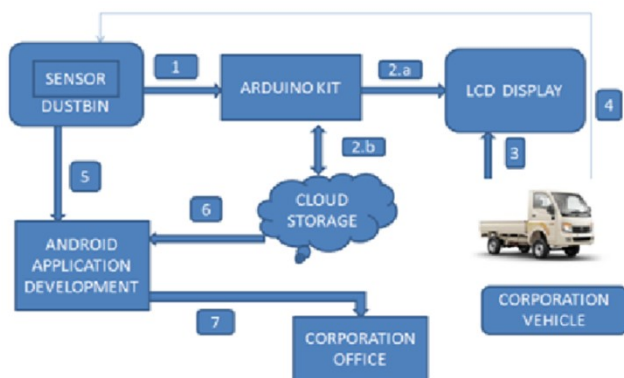 SENSOR
DUSTBIN
1
ARDUINO KIT
2.a
LCD DISPLAY
4
2.b
3
5
CLOUD
STORAGE
6
ANDROID
APPLICATION
DEVELOPMENT
7
CORPORATION
OFFICE
CORPORATION
VEHICLE